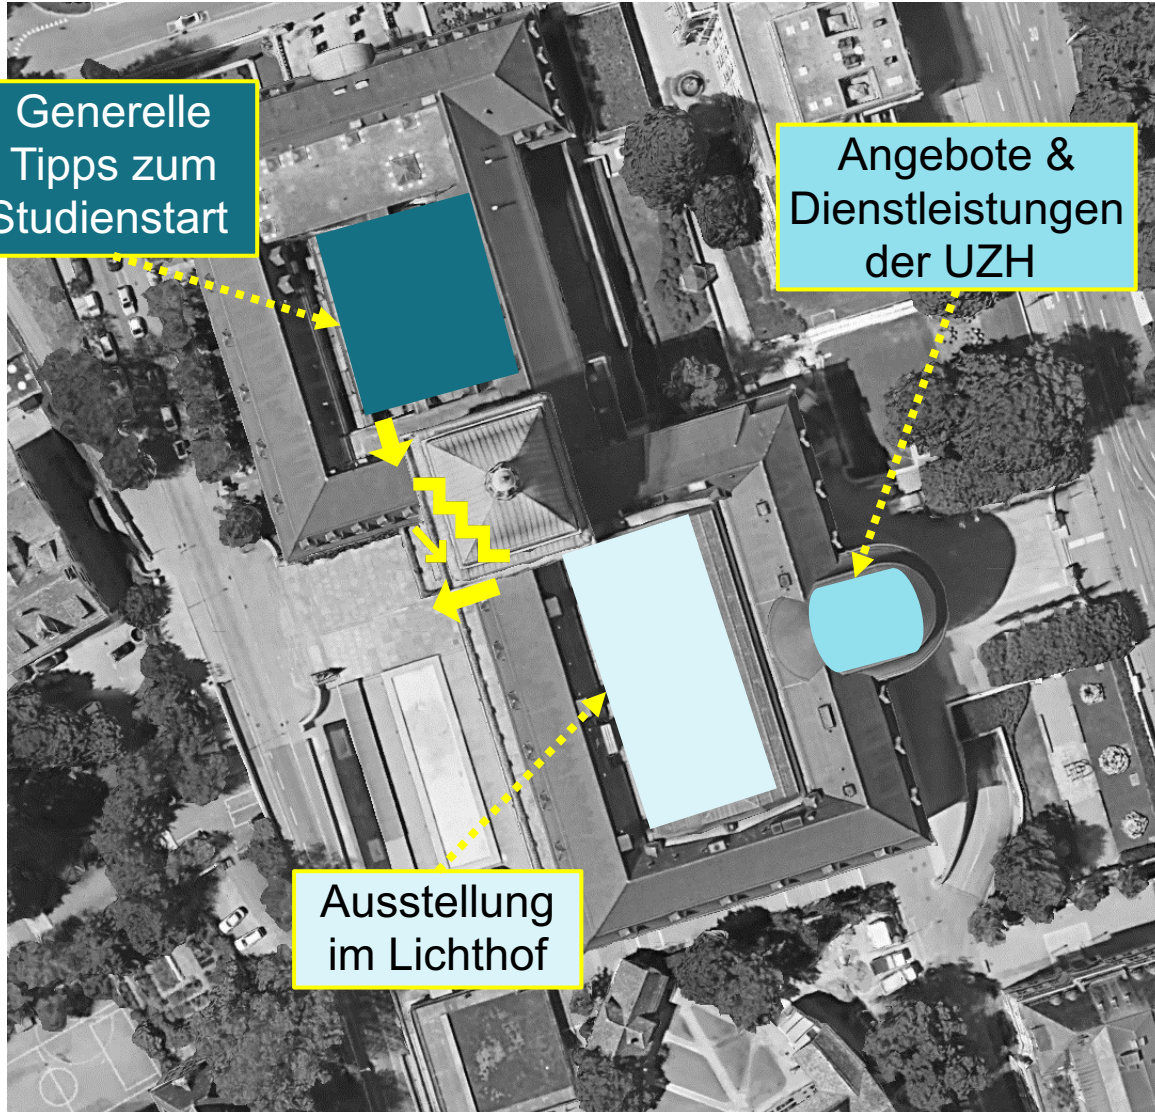 Generelle
Tipps zum
Studienstart
Angebote &
Dienstleistungen
der UZH
Ausstellung
im Lichthof